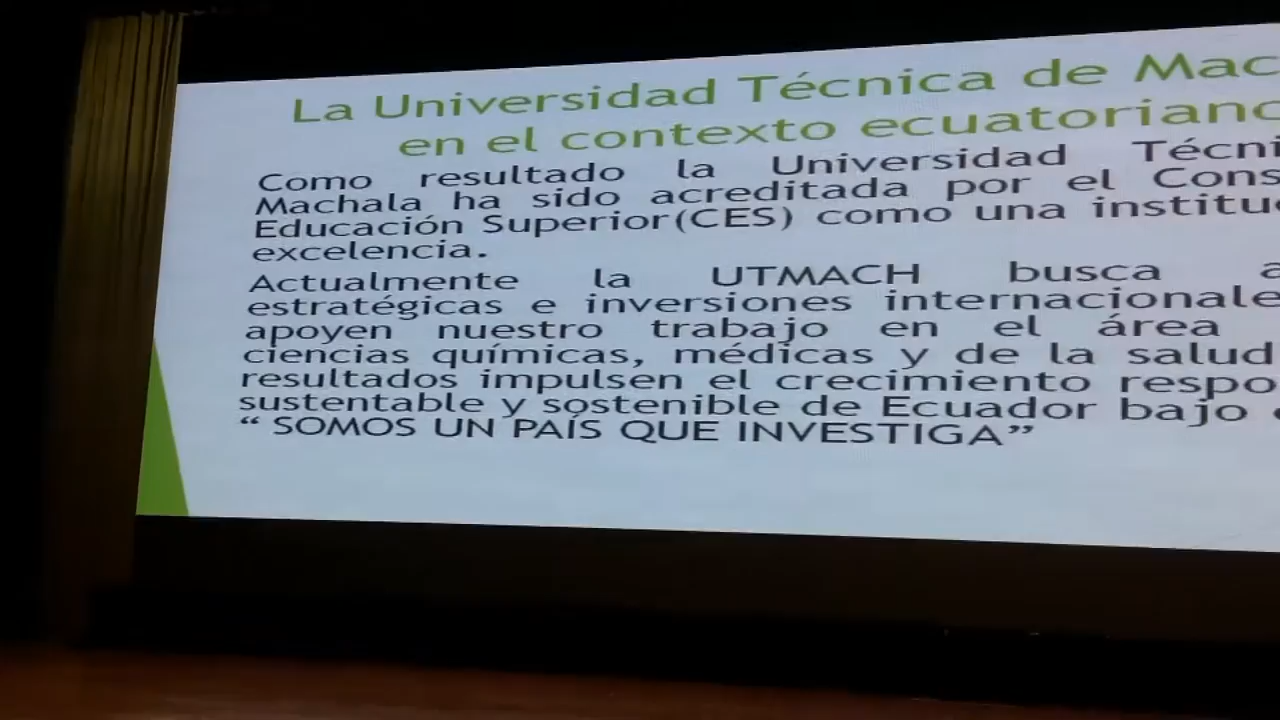 La Universidad Técnica de
en el contexto ecuatoriano
Como resultado la Universidad
Machala ha sido acreditada por el
Educación Superior(CES) como una
excelencia.
Actualmente la UTMACH busca
estratégicas e inversiones
apoyen nuestro trabajo en el área
ciencias químicas, médicas y de la salud
resultados impulsen el crecimiento
sustentable y sostenible de Ecuador bajo
“ SOMOS UN PAÍS QUE INVESTIGA”